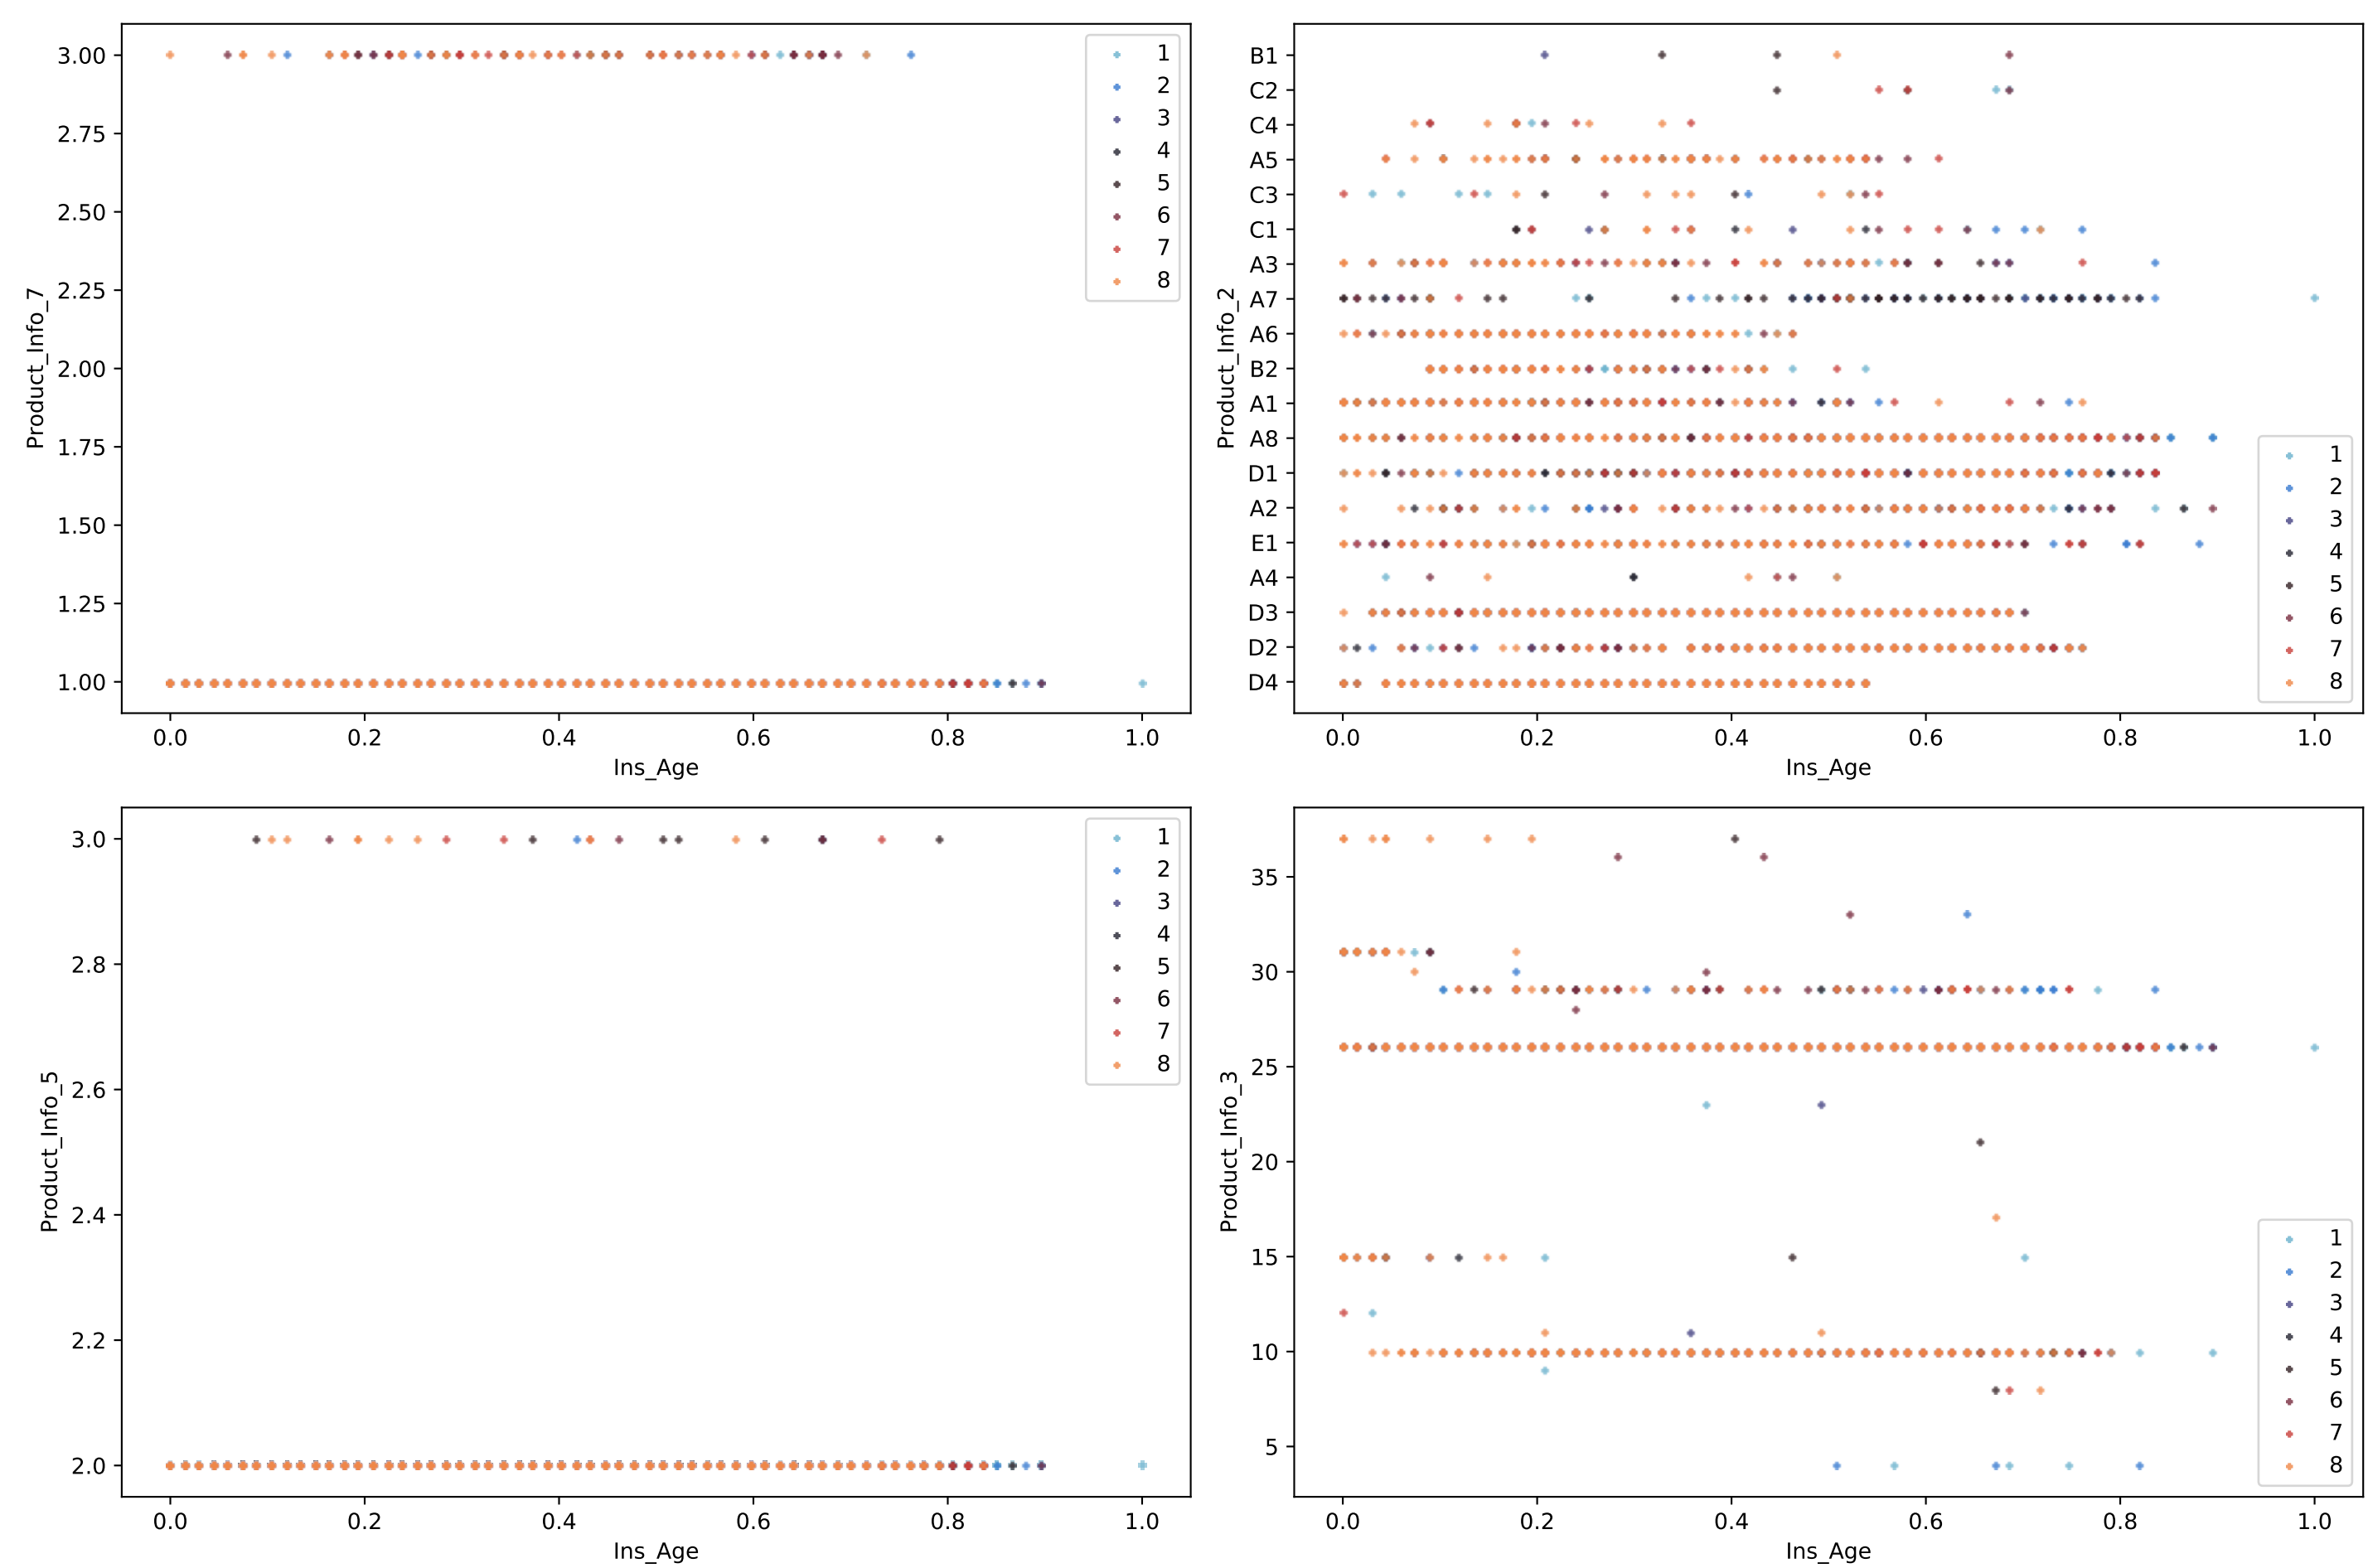 Product_Info_7
3.00
2.75
2.50
2.25
2.00
1.75
1.50
1.25
1.00
0.0 0.2 0.4 0.6 0.8 1.0
Ins_Age
1
2
3
4
5
6
7
8
Product_Info_2
B1
C2
C4
A5
C3
C1
A3
A7
A6
B2
A1
A8
D1
A2
E1
A4
D3
D2
D4
0.0 0.2 0.4 0.6 0.8 1.0
Ins_Age
1
2
3
4
5
6
7
8
Product_Info_5
3.0
2.8
2.6
2.4
2.2
2.0
0.0 0.2 0.4 0.6 0.8 1.0
Ins_Age
1
2
3
4
5
6
7
8
Product_Info_3
35
30
25
20
15
10
5
0.0 0.2 0.4 0.6 0.8 1.0
Ins_Age
1
2
3
4
5
6
7
8